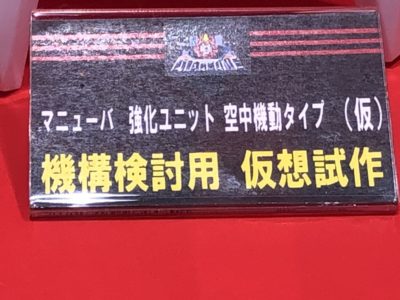 マニューバ 強化ユニット 空中機動タイプ (仮)
機構検討用 仮想試作